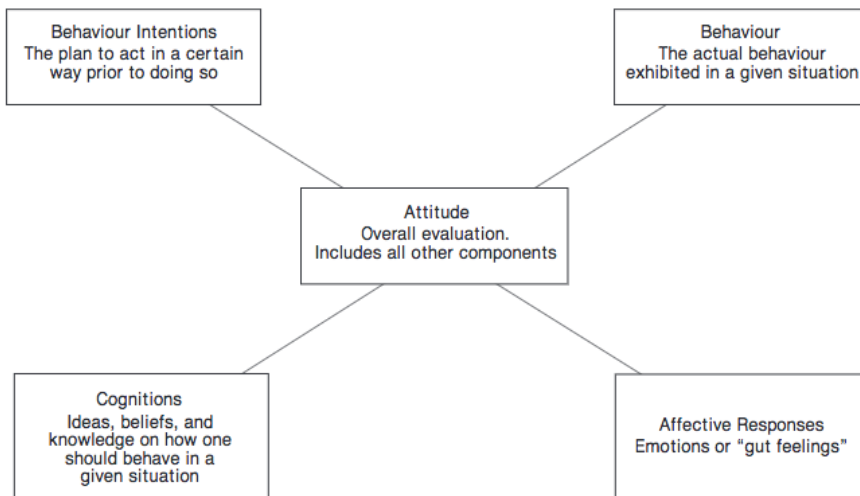 Behaviour Intentions
The plan to act in a certain
way prior to doing so
Behaviour
The actual behaviour
exhibited in a given situation
Attitude
Overall evaluation.
Includes all other components
Cognitions
Ideas, beliefs, and
knowledge on how one
should behave in a
given situation
Affective Responses
Emotions or “gut feelings”